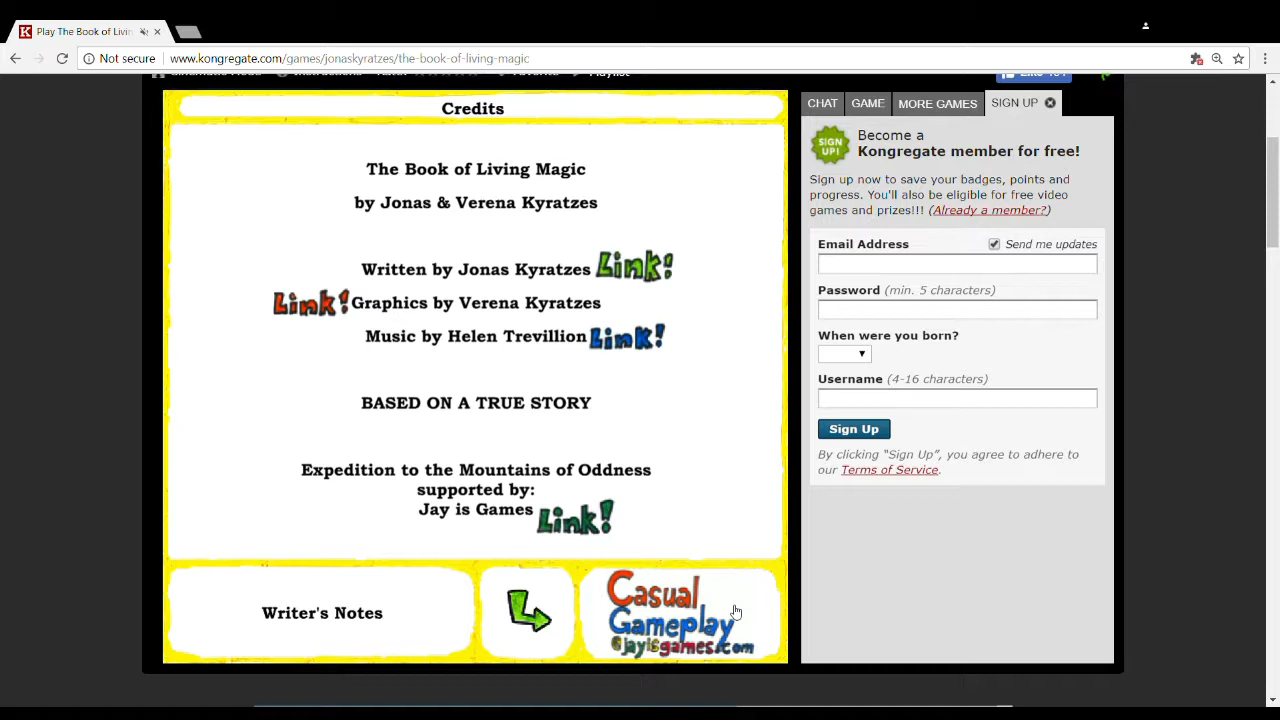 Play The Book of Livin
Not secure
www.kongregate.com/games/jonaskyratzes/the-book-of-living-magic
Credits
The Book of Living Magic
by Jonas & Verena Kyratzes
Written by Jonas Kyratzes Link!
Link! Graphics by Verena Kyratzes
Music by Helen Trevillion Link!
BASED ON A TRUE STORY
Expedition to the Mountains of Oddness
supported by:
Jay is Games Link!
Writer's Notes
Casual
Gameplay
@jayisgames.com
CHAT
GAME
MORE GAMES
SIGN UP
SIGN UP!
Become a
Kongregate member for free!
Sign up now to save your badges, points and
progress. You'll also be eligible for free video
games and prizes!!! (Already a member?)
Email Address
Send me updates
Password (min. 5 characters)
When were you born?
Username (4-16 characters)
Sign Up
By clicking "Sign Up", you agree to adhere to
our Terms of Service.